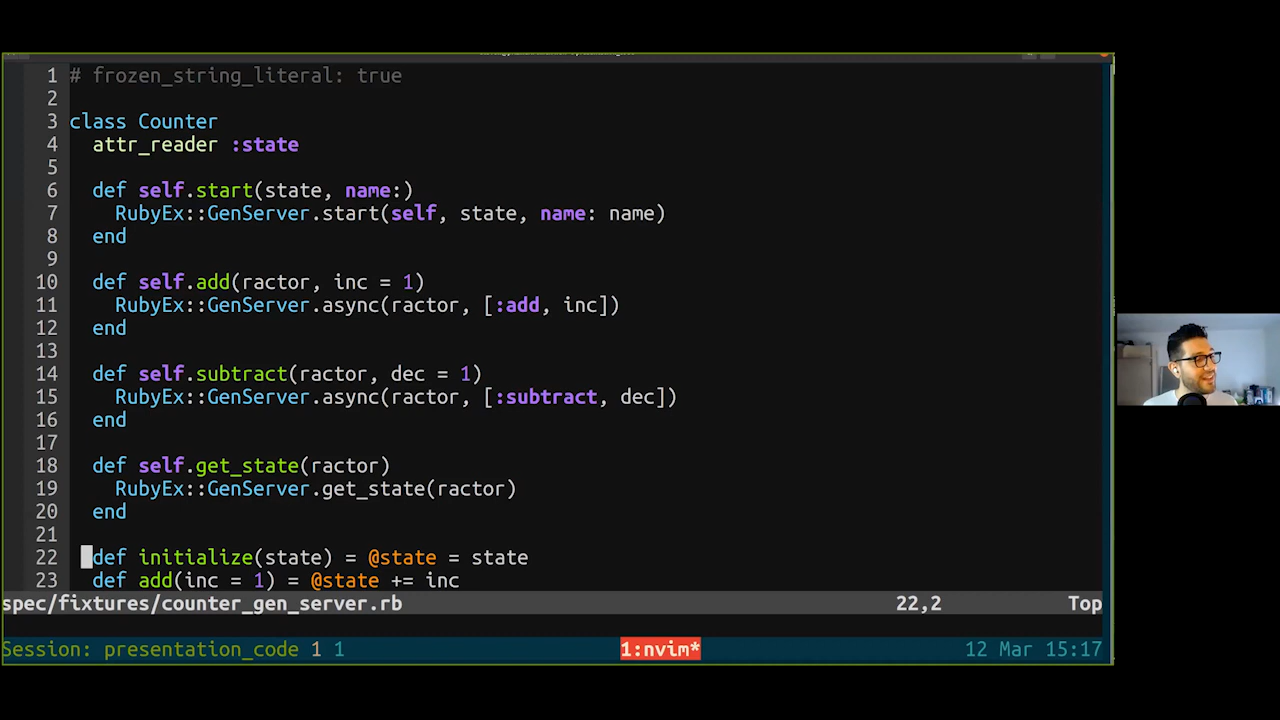 1 # frozen_string_literal: true
2
3 class Counter
4   attr_reader :state
5
6   def self.start(state, name:)
7     RubyEx::GenServer.start(self, state, name: name)
8   end
9
10   def self.add(ractor, inc = 1)
11     RubyEx::GenServer.async(ractor, [:add, inc])
12   end
13
14   def self.subtract(ractor, dec = 1)
15     RubyEx::GenServer.async(ractor, [:subtract, dec])
16   end
17
18   def self.get_state(ractor)
19     RubyEx::GenServer.get_state(ractor)
20   end
21
22   def initialize(state) = @state = state
23   def add(inc = 1) = @state += inc
spec/fixtures/counter_gen_server.rb 22,2 Top
Session: presentation_code 1 1 1:nvim* 12 Mar 15:17